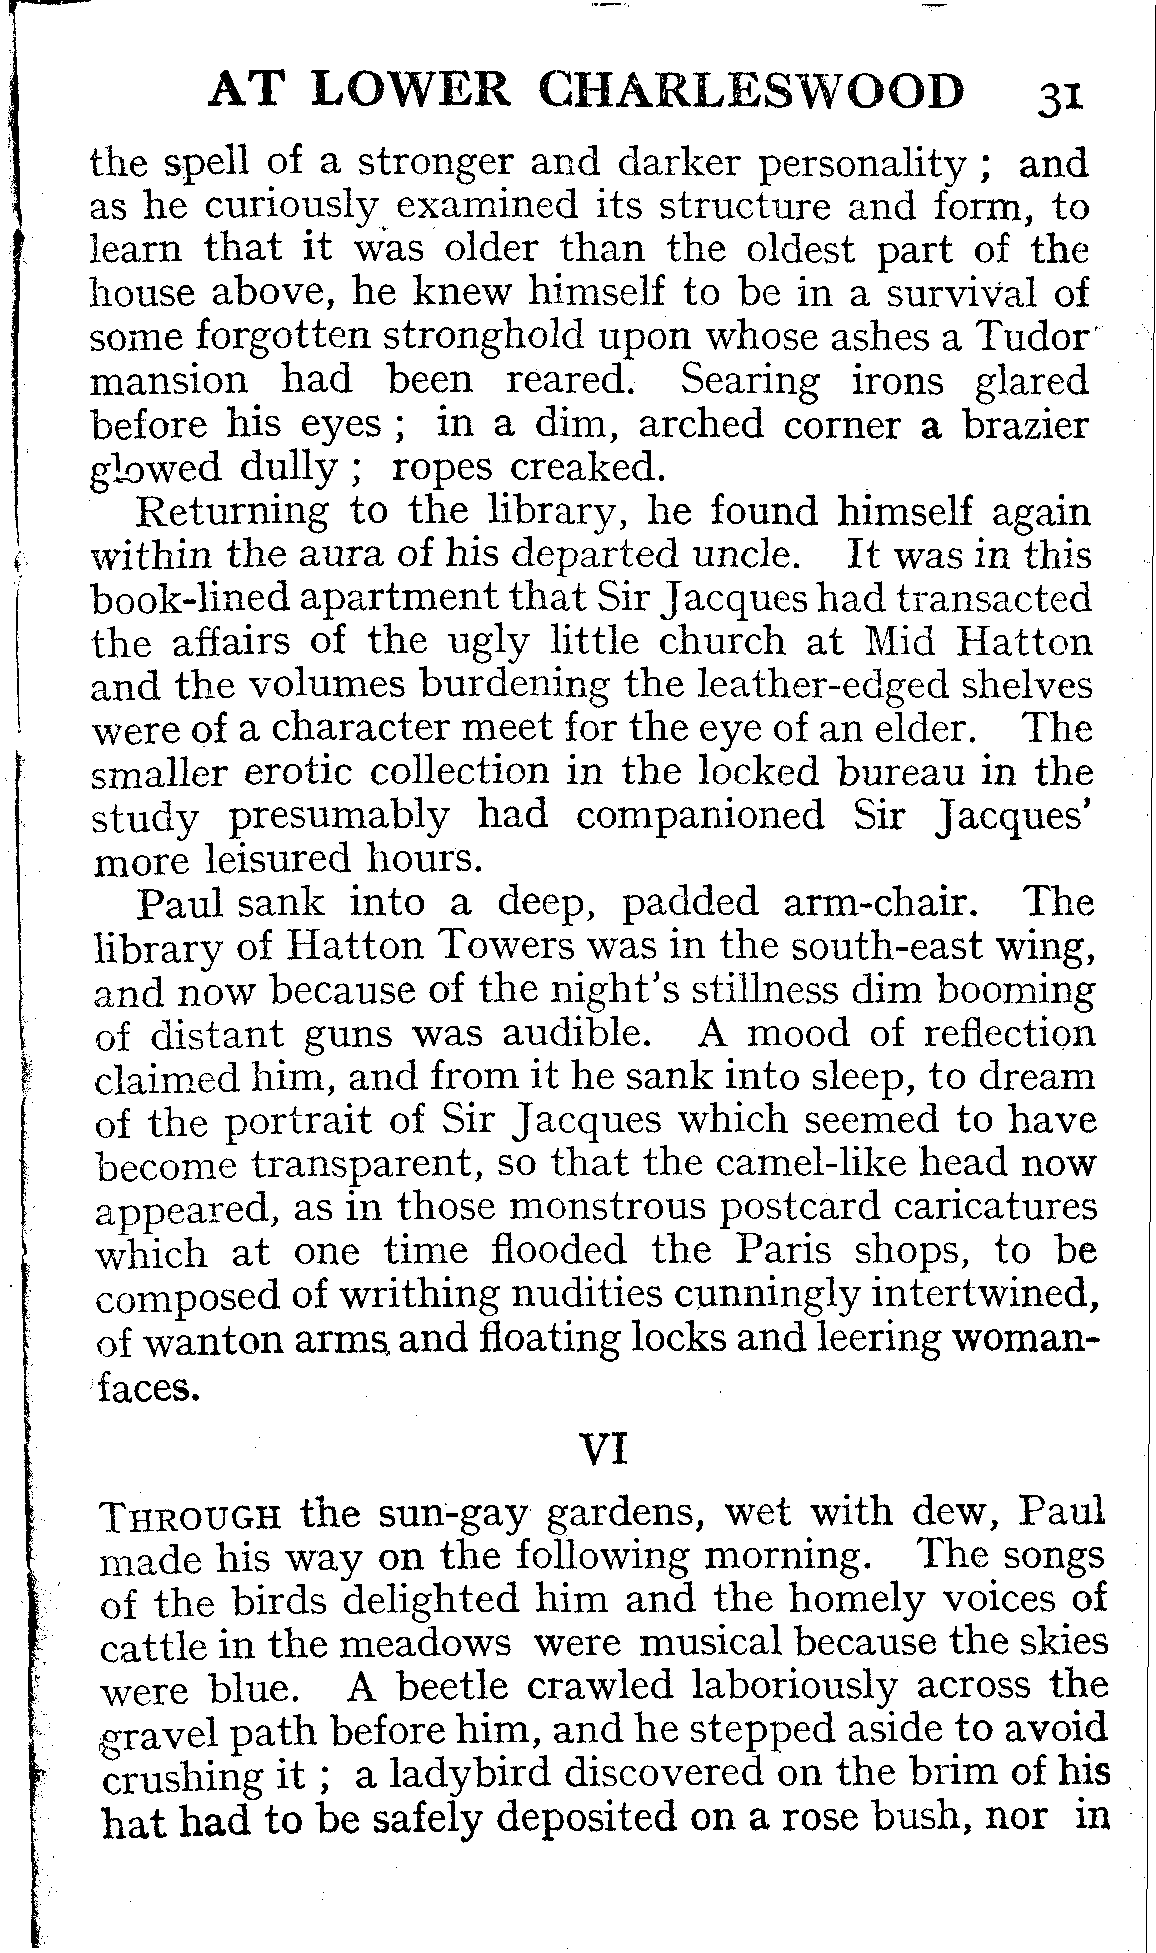 AT LOWER CHARLESWOOD 31
the spell of a stronger and darker personality ; and
as he curiously examined its structure and form, to
learn that it was older than the oldest part of the
house above, he knew himself to be in a survival of
some forgotten stronghold upon whose ashes a Tudor
mansion had been reared. Searing irons glared
before his eyes ; in a dim, arched corner a brazier
glowed dully ; ropes creaked.
Returning to the library, he found himself again
within the aura of his departed uncle. It was in this
book-lined apartment that Sir Jacques had transacted
the affairs of the ugly little church at Mid Hatton
and the volumes burdening the leather-edged shelves
were of a character meet for the eye of an elder. The
smaller erotic collection in the locked bureau in the
study presumably had companioned Sir Jacques'
more leisured hours.
Paul sank into a deep, padded arm-chair. The
library of Hatton Towers was in the south-east wing,
and now because of the night's stillness dim booming
of distant guns was audible. A mood of reflection
claimed him, and from it he sank into sleep, to dream
of the portrait of Sir Jacques which seemed to have
become transparent, so that the camel-like head now
appeared, as in those monstrous postcard caricatures
which at one time flooded the Paris shops, to be
composed of writhing nudities cunningly intertwined,
of wanton arms and floating locks and leering woman-
faces.
VI
THROUGH the sun-gay gardens, wet with dew, Paul
made his way on the following morning. The songs
of the birds delighted him and the homely voices of
cattle in the meadows were musical because the skies
were blue. A beetle crawled laboriously across the
gravel path before him, and he stepped aside to avoid
crushing it ; a ladybird discovered on the brim of his
hat had to be safely deposited on a rose bush, nor in